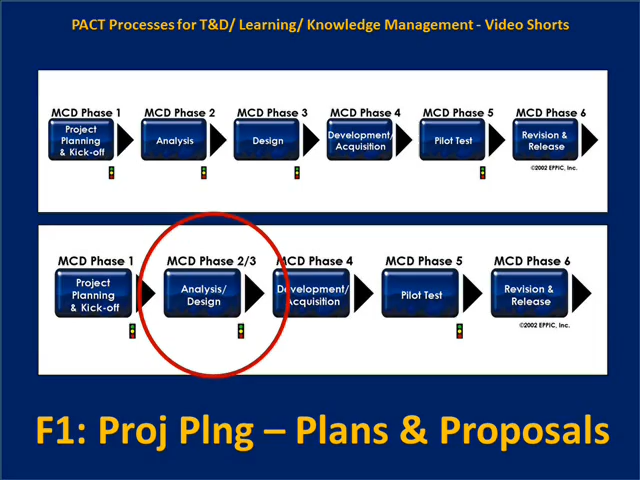 PACT Processes for T&D/ Learning/ Knowledge Management - Video Shorts
MCD Phase 1 MCD Phase 2 MCD Phase 3 MCD Phase 4 MCD Phase 5 MCD Phase 6
Project Planning & Kick-off
Analysis
Design
Development/ Acquisition
Pilot Test
Revision & Release
©2002 EPPIC, Inc.
MCD Phase 1 MCD Phase 2/3 MCD Phase 4 MCD Phase 5 MCD Phase 6
Project Planning & Kick-off
Analysis/ Design
Development/ Acquisition
Pilot Test
Revision & Release
©2002 EPPIC, Inc.
F1: Proj Plng – Plans & Proposals